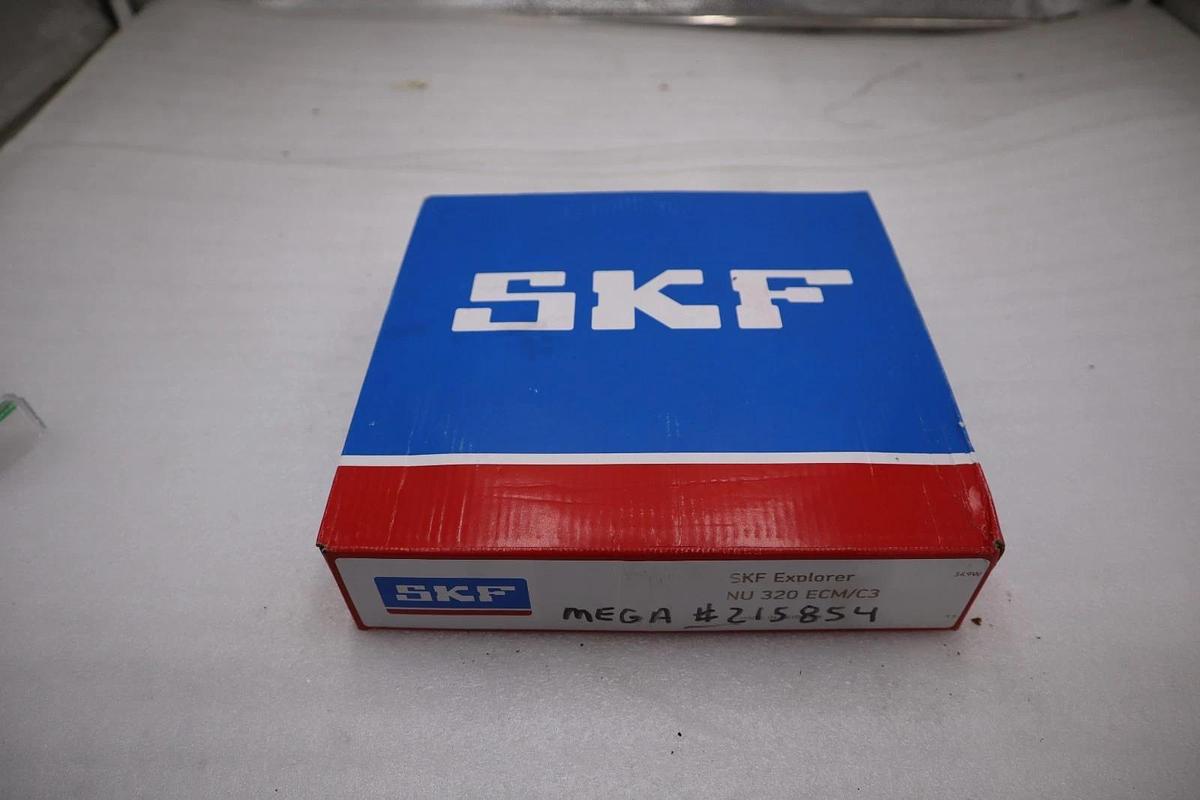 SKF
SKF
SKF Explorer
NU 320 ECM/C3
MEGA #215854